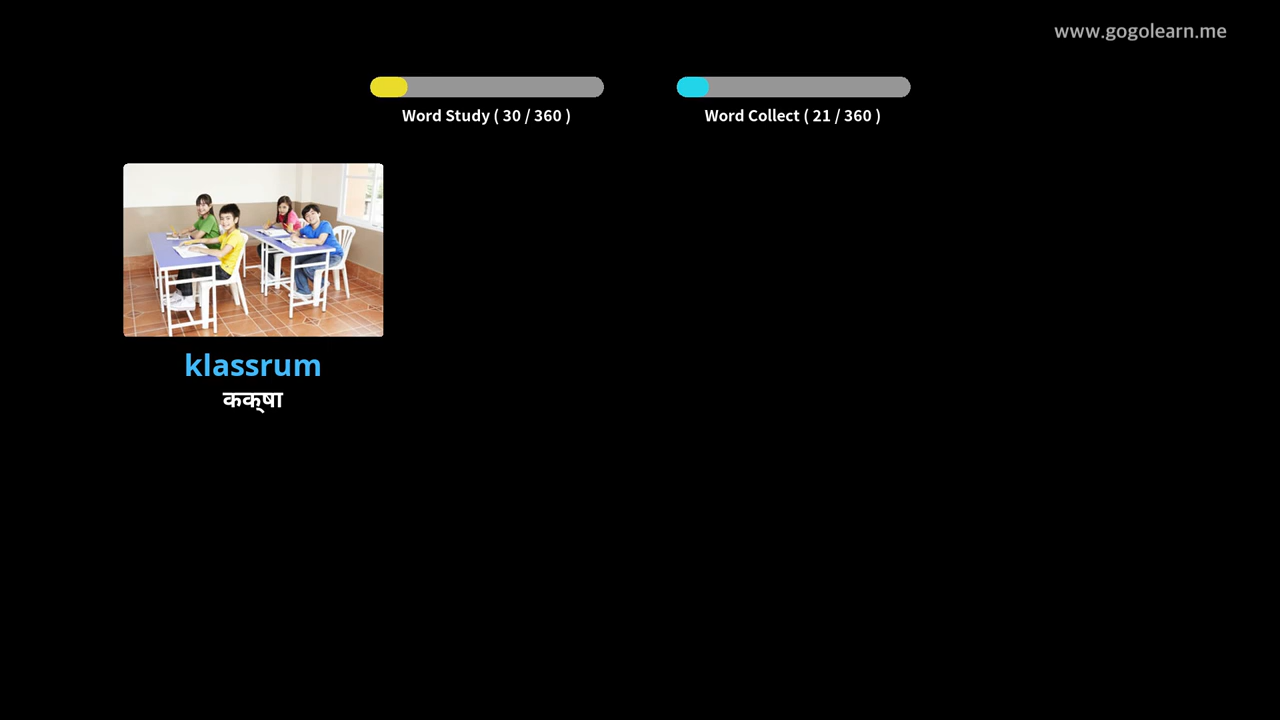 www.gogolearn.me
Word Study ( 30 / 360 )
Word Collect ( 21 / 360 )
klassrum
कक्षा